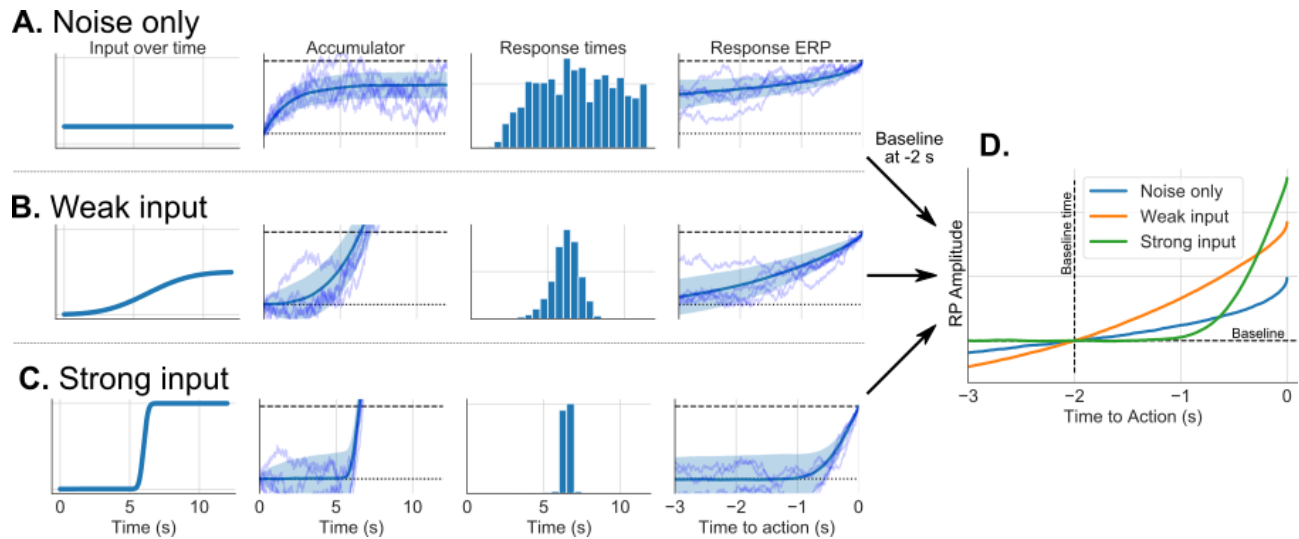 A. Noise only
Input over time
Accumulator
Response times
Response ERP
B. Weak input
C. Strong input
0 5 10
Time (s)
0 5 10
Time (s)
0 5 10
Time (s)
−3 −2 −1 0
Time to action (s)
Baseline
at -2 s
D.
Noise only
Weak input
Strong input
Baseline time
Baseline
RP Amplitude
−3 −2 −1 0
Time to Action (s)